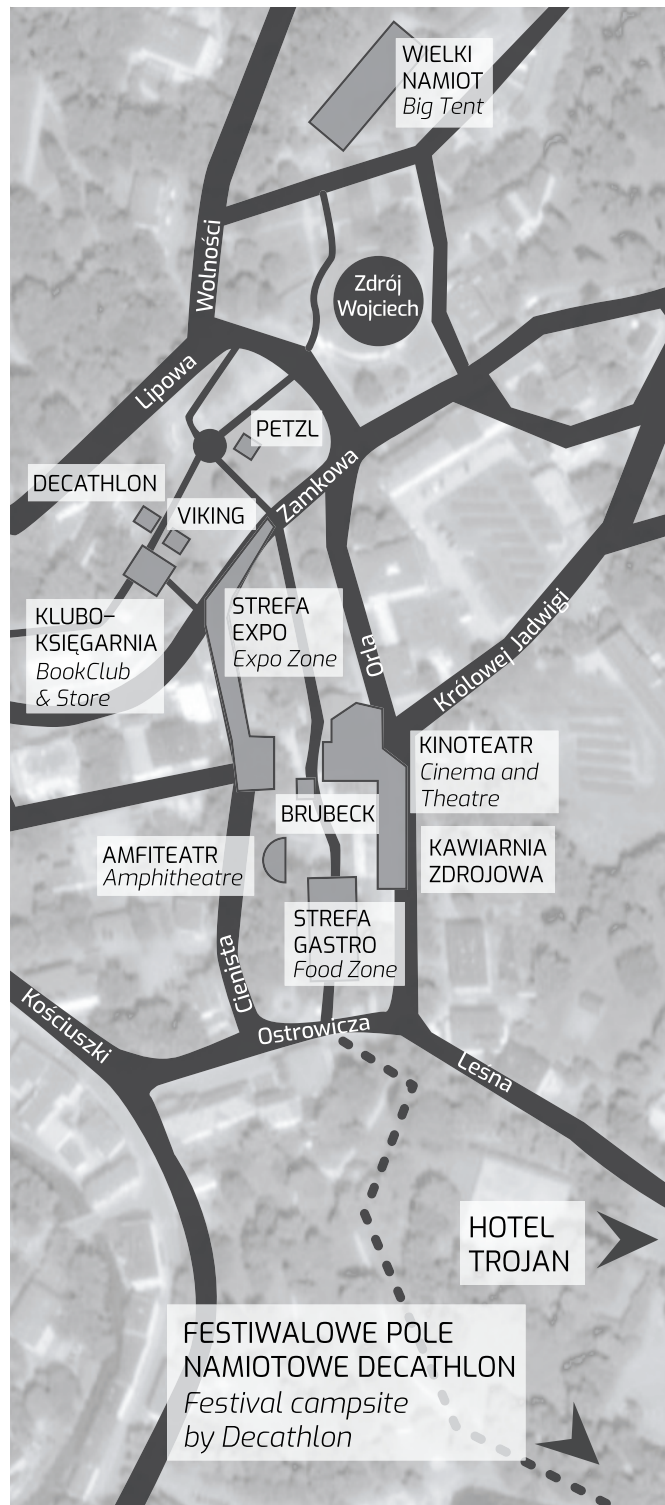 WIELKI
NAMIOT
Big Tent
Wolności
Zdrój
Wojciech
Lipowa
PETZL
Zamkowa
DECATHLON
VIKING
STREFA
EXPO
Expo Zone
KLUBO–
KSIĘGARNIA
BookClub
& Store
Orla
Królowej Jadwigi
KINOTEATR
Cinema and
Theatre
BRUBECK
AMFITEATR
Amphitheatre
KAWIARNIA
ZDROJOWA
STREFA
GASTRO
Food Zone
Cienista
Kościuszki
Ostrowicza
Lesna
HOTEL
TROJAN
FESTIWALOWE POLE
NAMIOTOWE DECATHLON
Festival campsite
by Decathlon